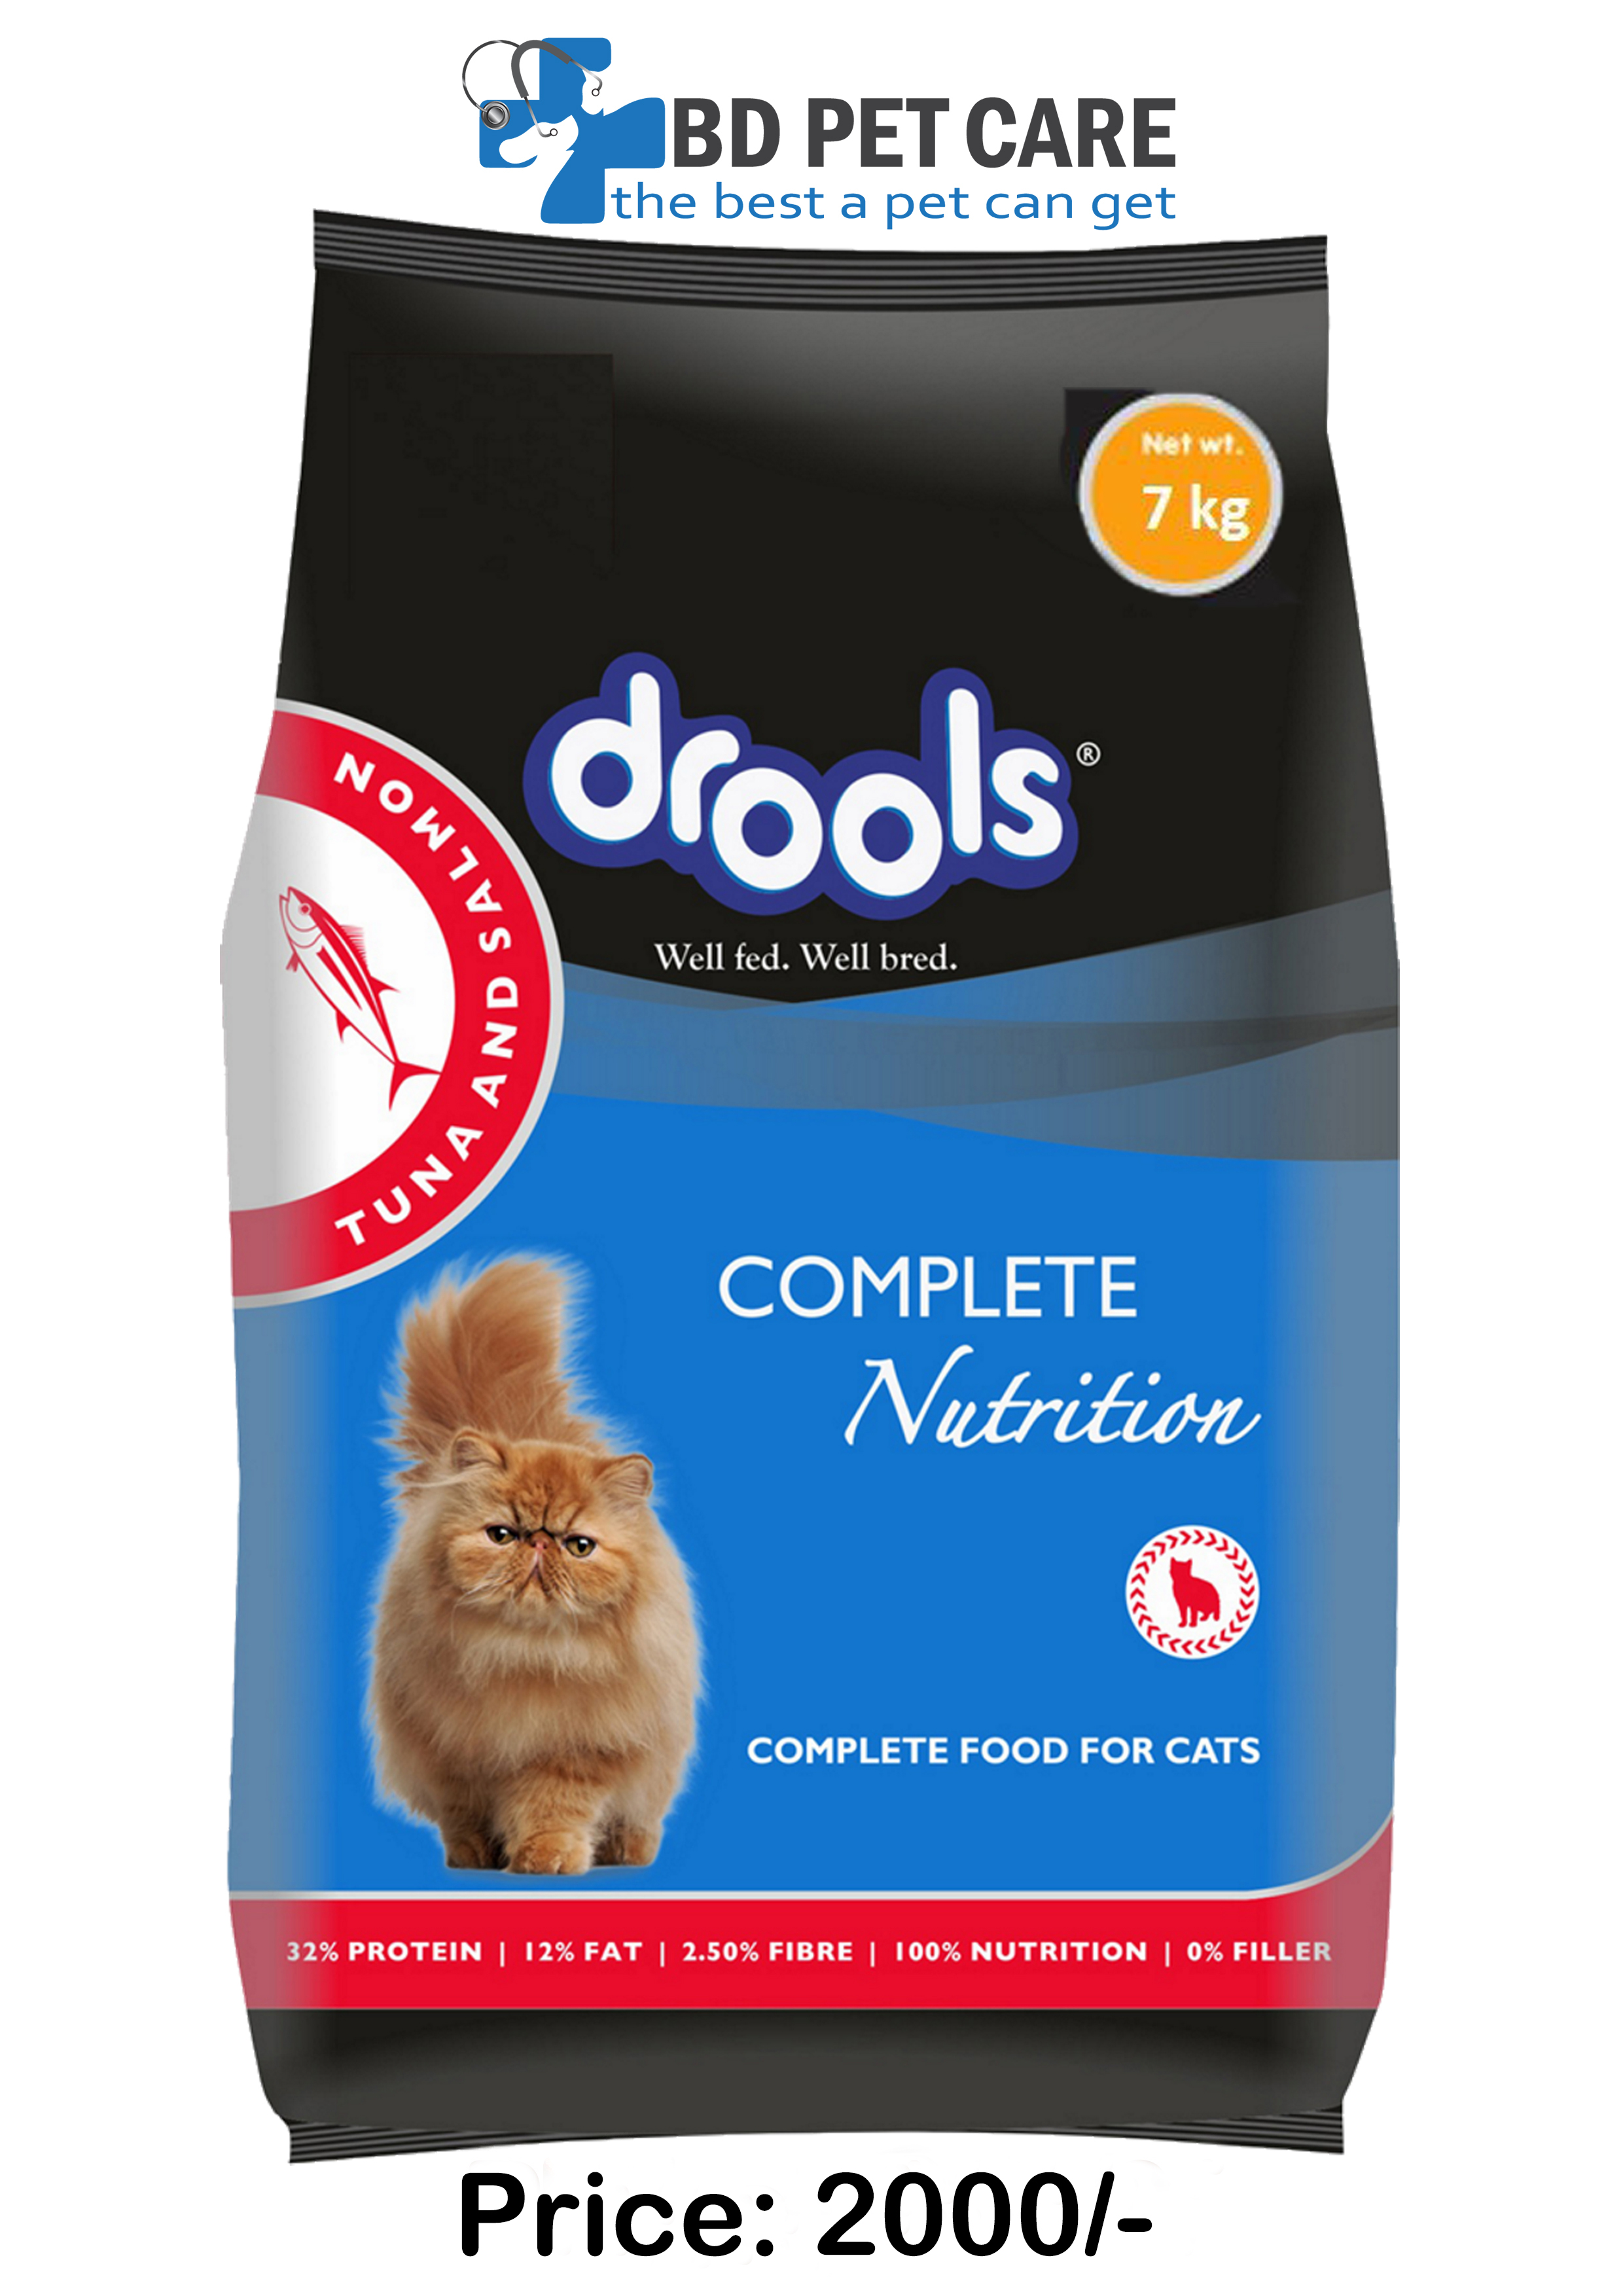 BD PET CARE
the best a pet can get
Net wt.
7 kg
drools®
Well fed. Well bred.
TUNA AND SALMON
COMPLETE
Nutrition
COMPLETE FOOD FOR CATS
32% PROTEIN | 12% FAT | 2.50% FIBRE | 100% NUTRITION | 0% FILLER
Price: 2000/-